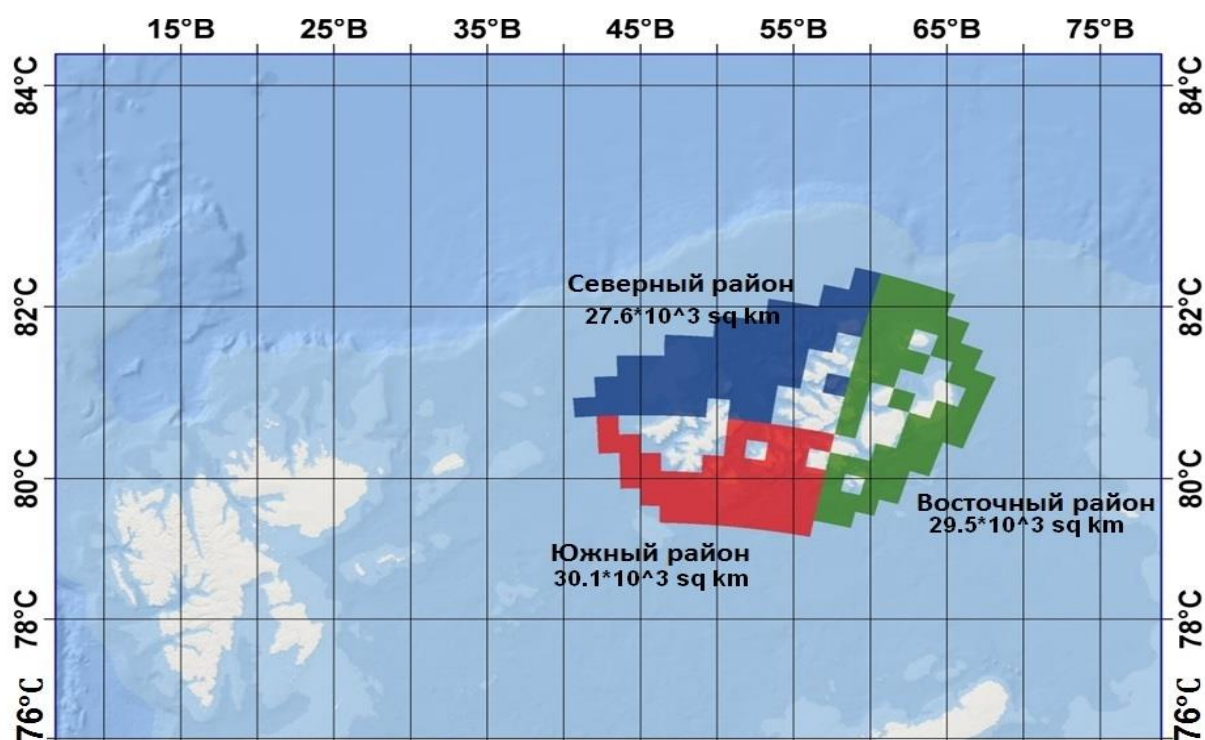 15°В 25°В 35°В 45°В 55°В 65°В 75°В
84°С 84°С
Северный район
27.6*10^3 sq km
82°С 82°С
80°С 80°С
Восточный район
29.5*10^3 sq km
Южный район
30.1*10^3 sq km
78°С 78°С
76°С 76°С